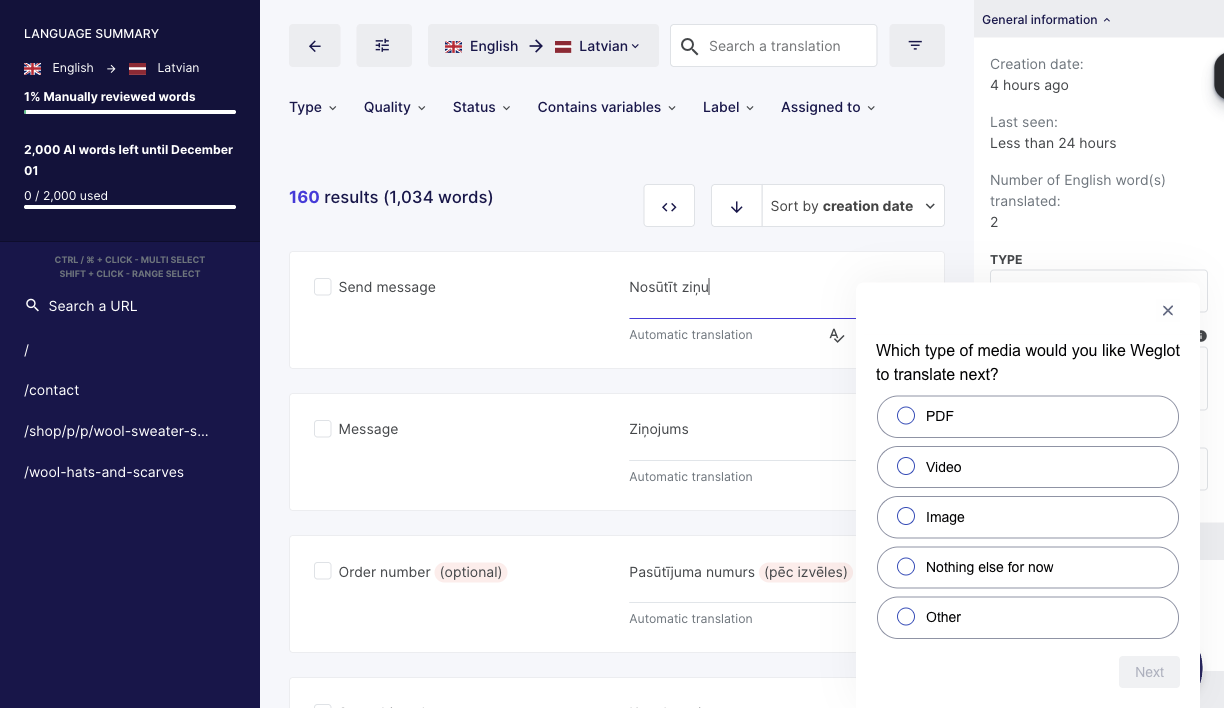 LANGUAGE SUMMARY
English → Latvian
1% Manually reviewed words
2,000 AI words left until December
01
0 / 2,000 used
CTRL / ⌘ + CLICK - MULTI SELECT
SHIFT + CLICK - RANGE SELECT
Search a URL
/
/contact
/shop/p/p/wool-sweater-s...
/wool-hats-and-scarves
English → Latvian
Search a translation
Type
Quality
Status
Contains variables
Label
Assigned to
160 results (1,034 words)
Sort by creation date
Send message
Nosūtīt ziņu
Automatic translation
Message
Ziņojums
Automatic translation
Order number (optional)
Pasūtījuma numurs (pēc izvēles)
Automatic translation
General information
Creation date:
4 hours ago
Last seen:
Less than 24 hours
Number of English word(s)
translated:
2
TYPE
Which type of media would you like Weglot
to translate next?
PDF
Video
Image
Nothing else for now
Other
Next